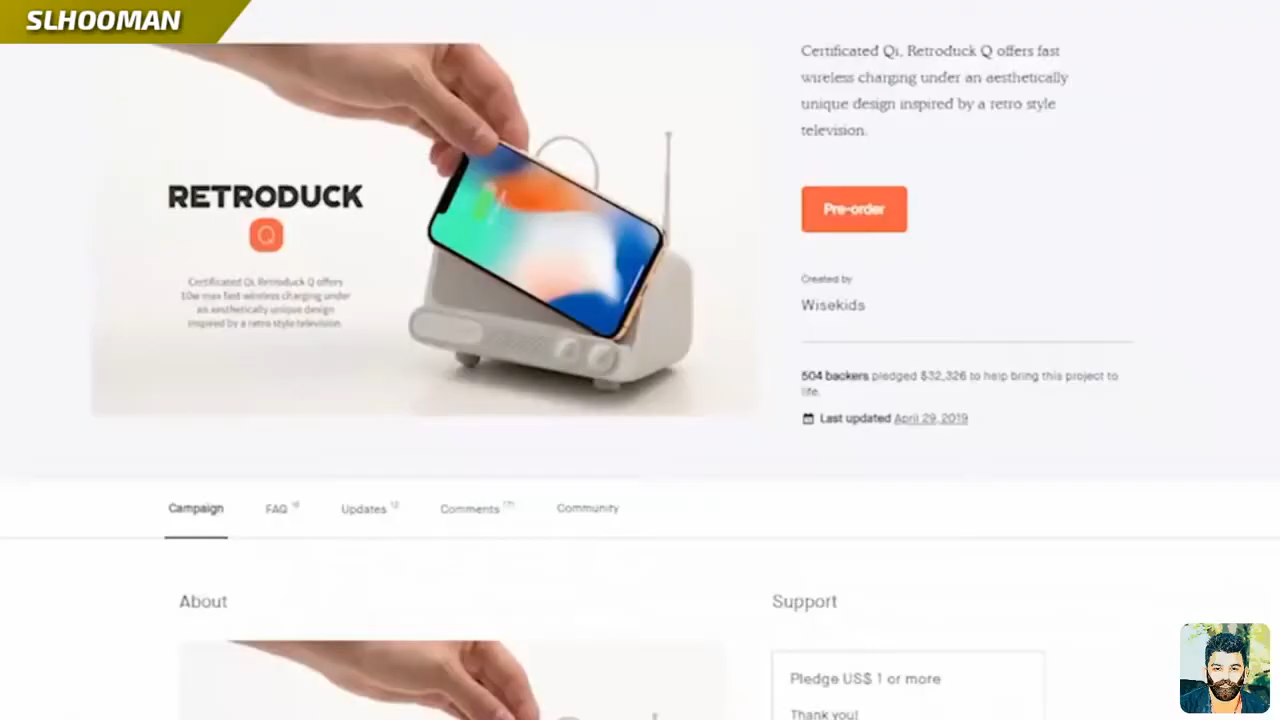 SLHOOMAN
Certificated Qi, Retroduck Q offers fast
wireless charging under an aesthetically
unique design inspired by a retro style
television.
RETRODUCK
Q
Certificated Qi, Retroduck Q offers
10w max fast wireless charging under
an aesthetically unique design
inspired by a retro style television.
Pre-order
Created by
Wisekids
504 backers pledged $32,326 to help bring this project to
life.
Last updated April 29, 2019
Campaign
FAQ
Updates
Comments
Community
About
Support
Pledge US$ 1 or more
Thank you!